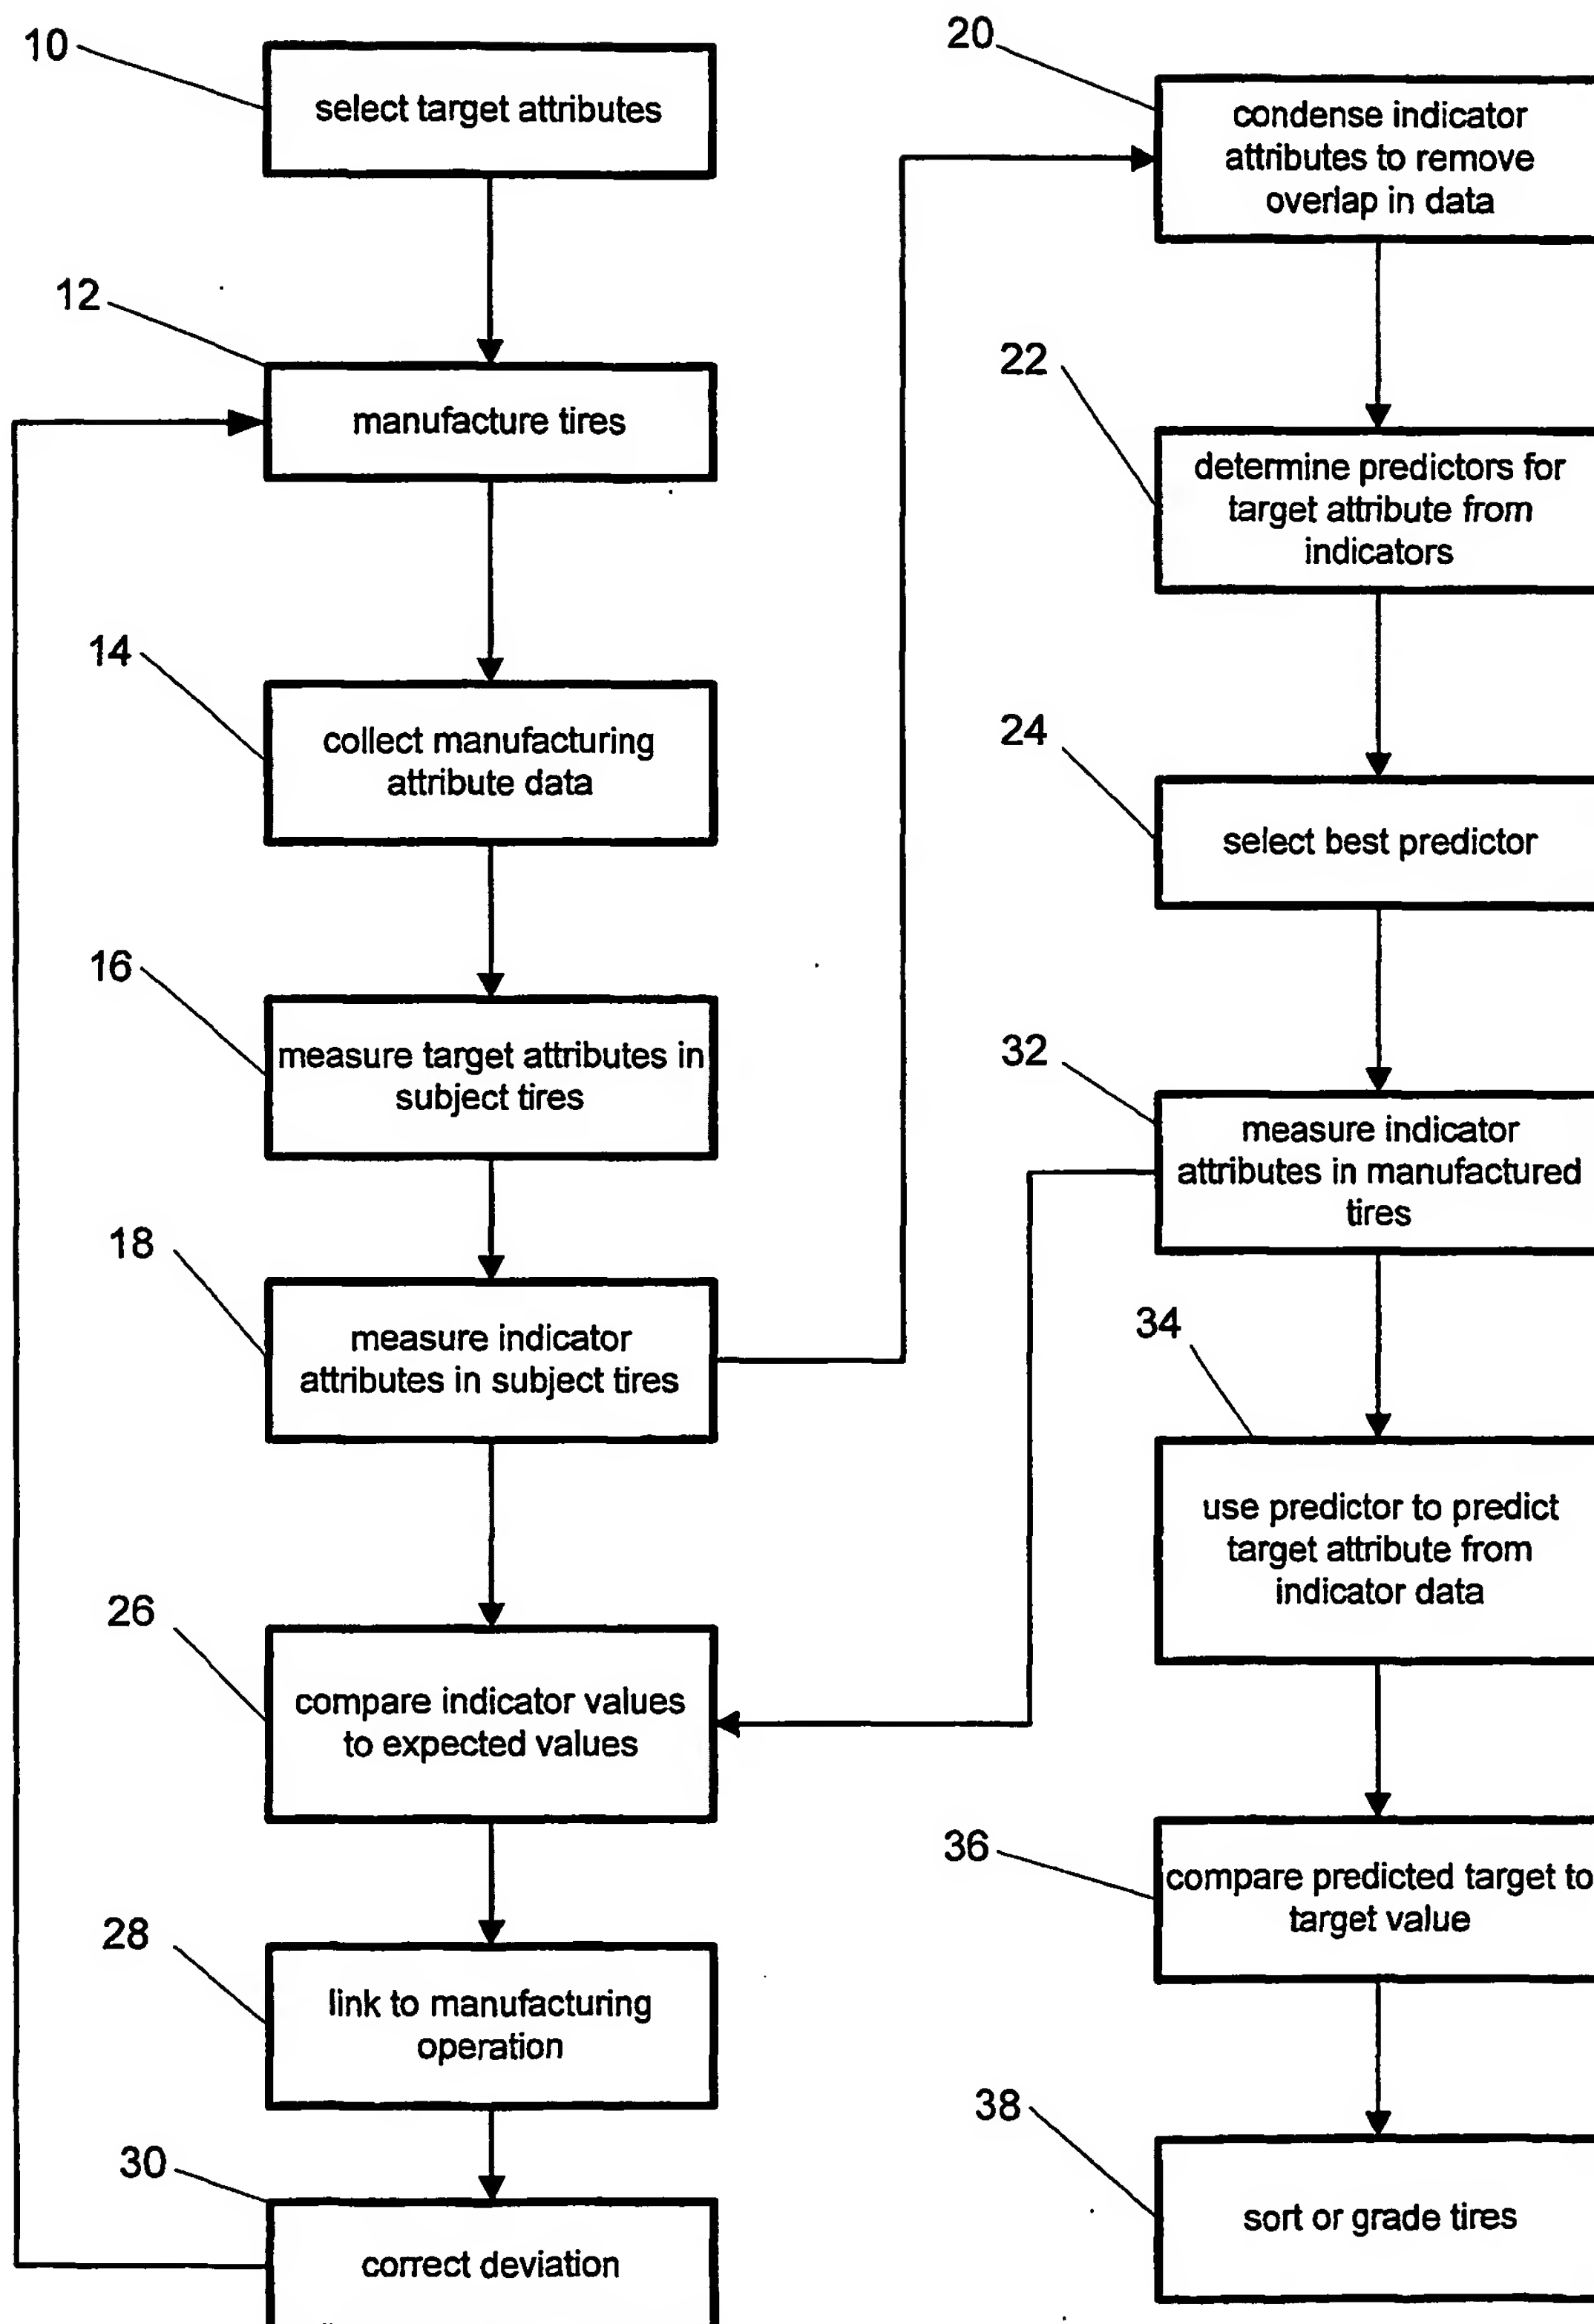 10
select target attributes
12
manufacture tires
14
collect manufacturing
attribute data
16
measure target attributes in
subject tires
18
measure indicator
attributes in subject tires
26
compare indicator values
to expected values
28
link to manufacturing
operation
30
correct deviation
20
condense indicator
attributes to remove
overlap in data
22
determine predictors for
target attribute from
indicators
24
select best predictor
32
measure indicator
attributes in manufactured
tires
34
use predictor to predict
target attribute from
indicator data
36
compare predicted target to
target value
38
sort or grade tires